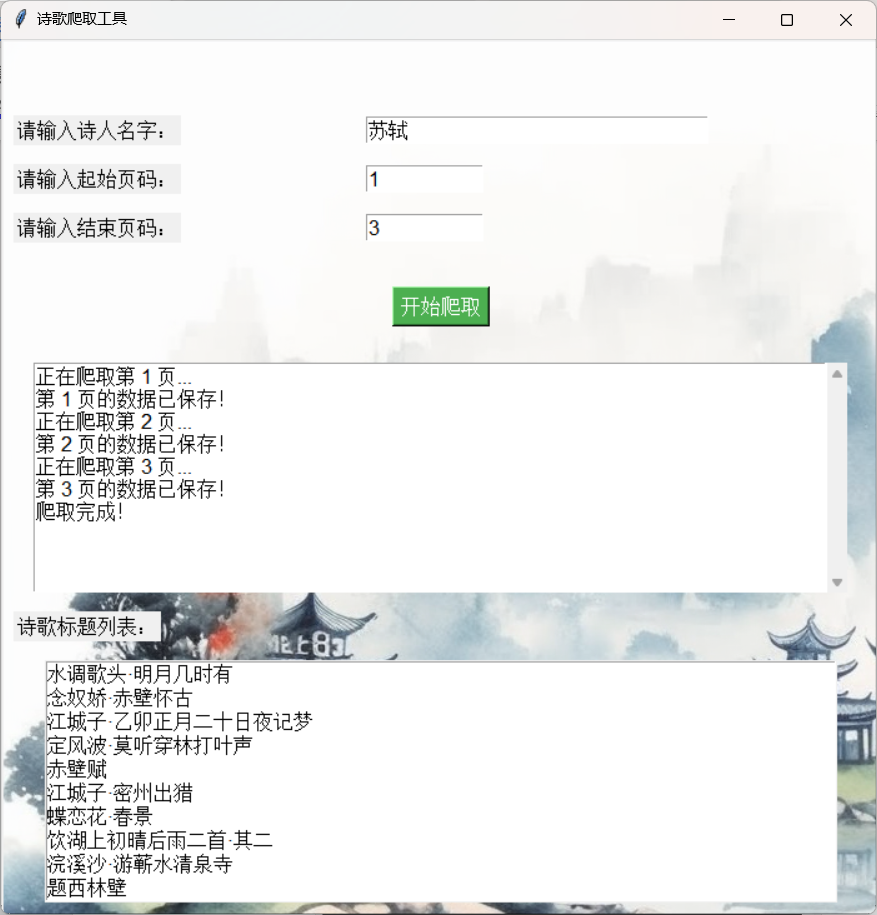 诗歌爬取工具
请输入诗人名字：
苏轼
请输入起始页码：
1
请输入结束页码：
3
开始爬取
正在爬取第 1 页...
第 1 页的数据已保存！
正在爬取第 2 页...
第 2 页的数据已保存！
正在爬取第 3 页...
第 3 页的数据已保存！
爬取完成！
诗歌标题列表：
水调歌头·明月几时有
念奴娇·赤壁怀古
江城子·乙卯正月二十日夜记梦
定风波·莫听穿林打叶声
赤壁赋
江城子·密州出猎
蝶恋花·春景
饮湖上初晴后雨二首·其二
浣溪沙·游蕲水清泉寺
题西林壁